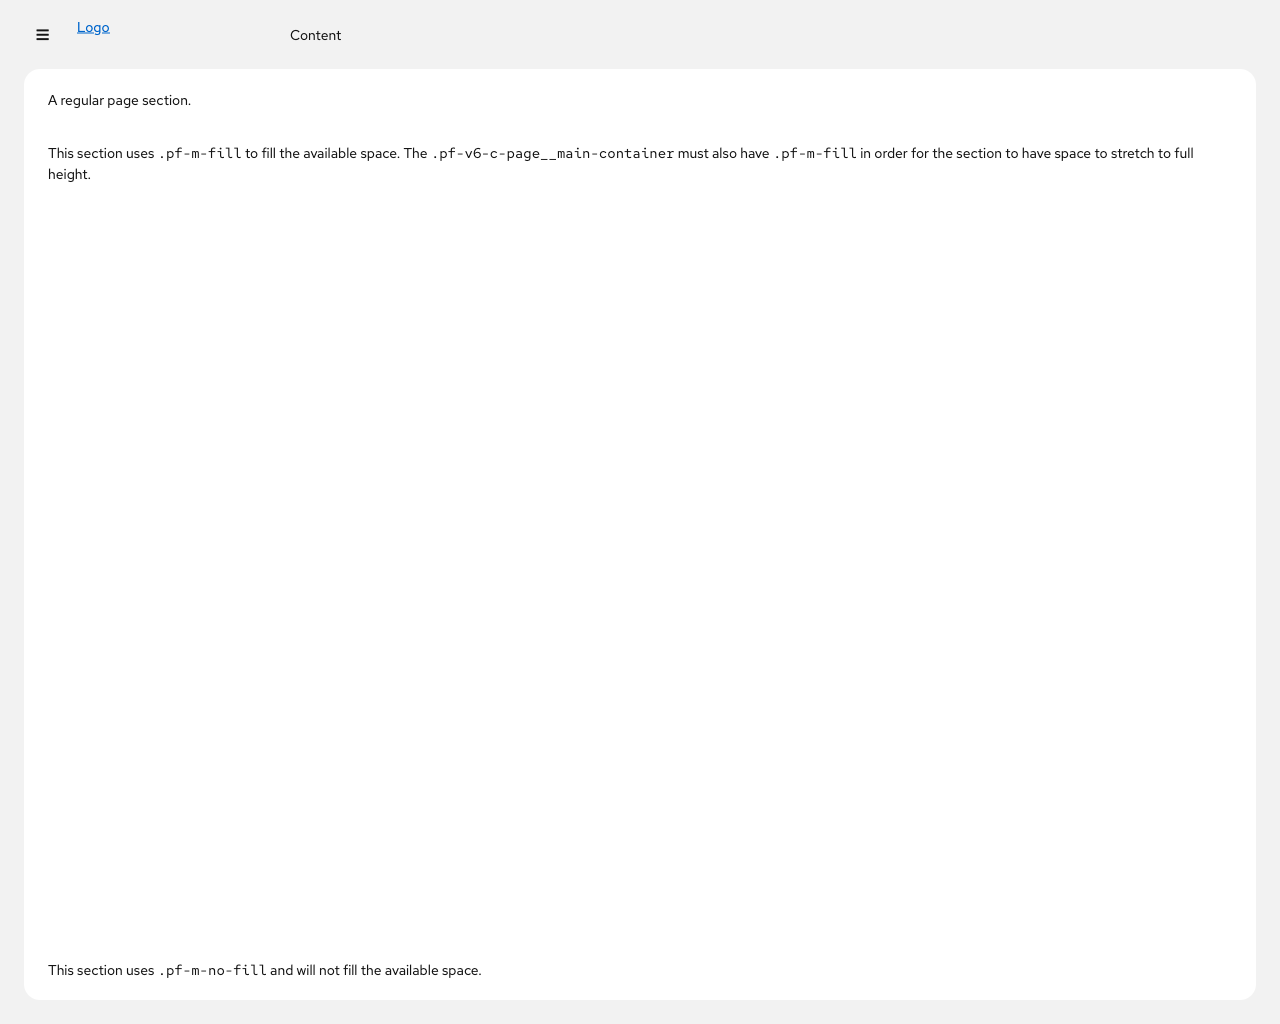 Logo
Content
A regular page section.
This section uses .pf-m-fill to fill the available space. The .pf-v6-c-page__main-container must also have .pf-m-fill in order for the section to have space to stretch to full
height.
This section uses .pf-m-no-fill and will not fill the available space.